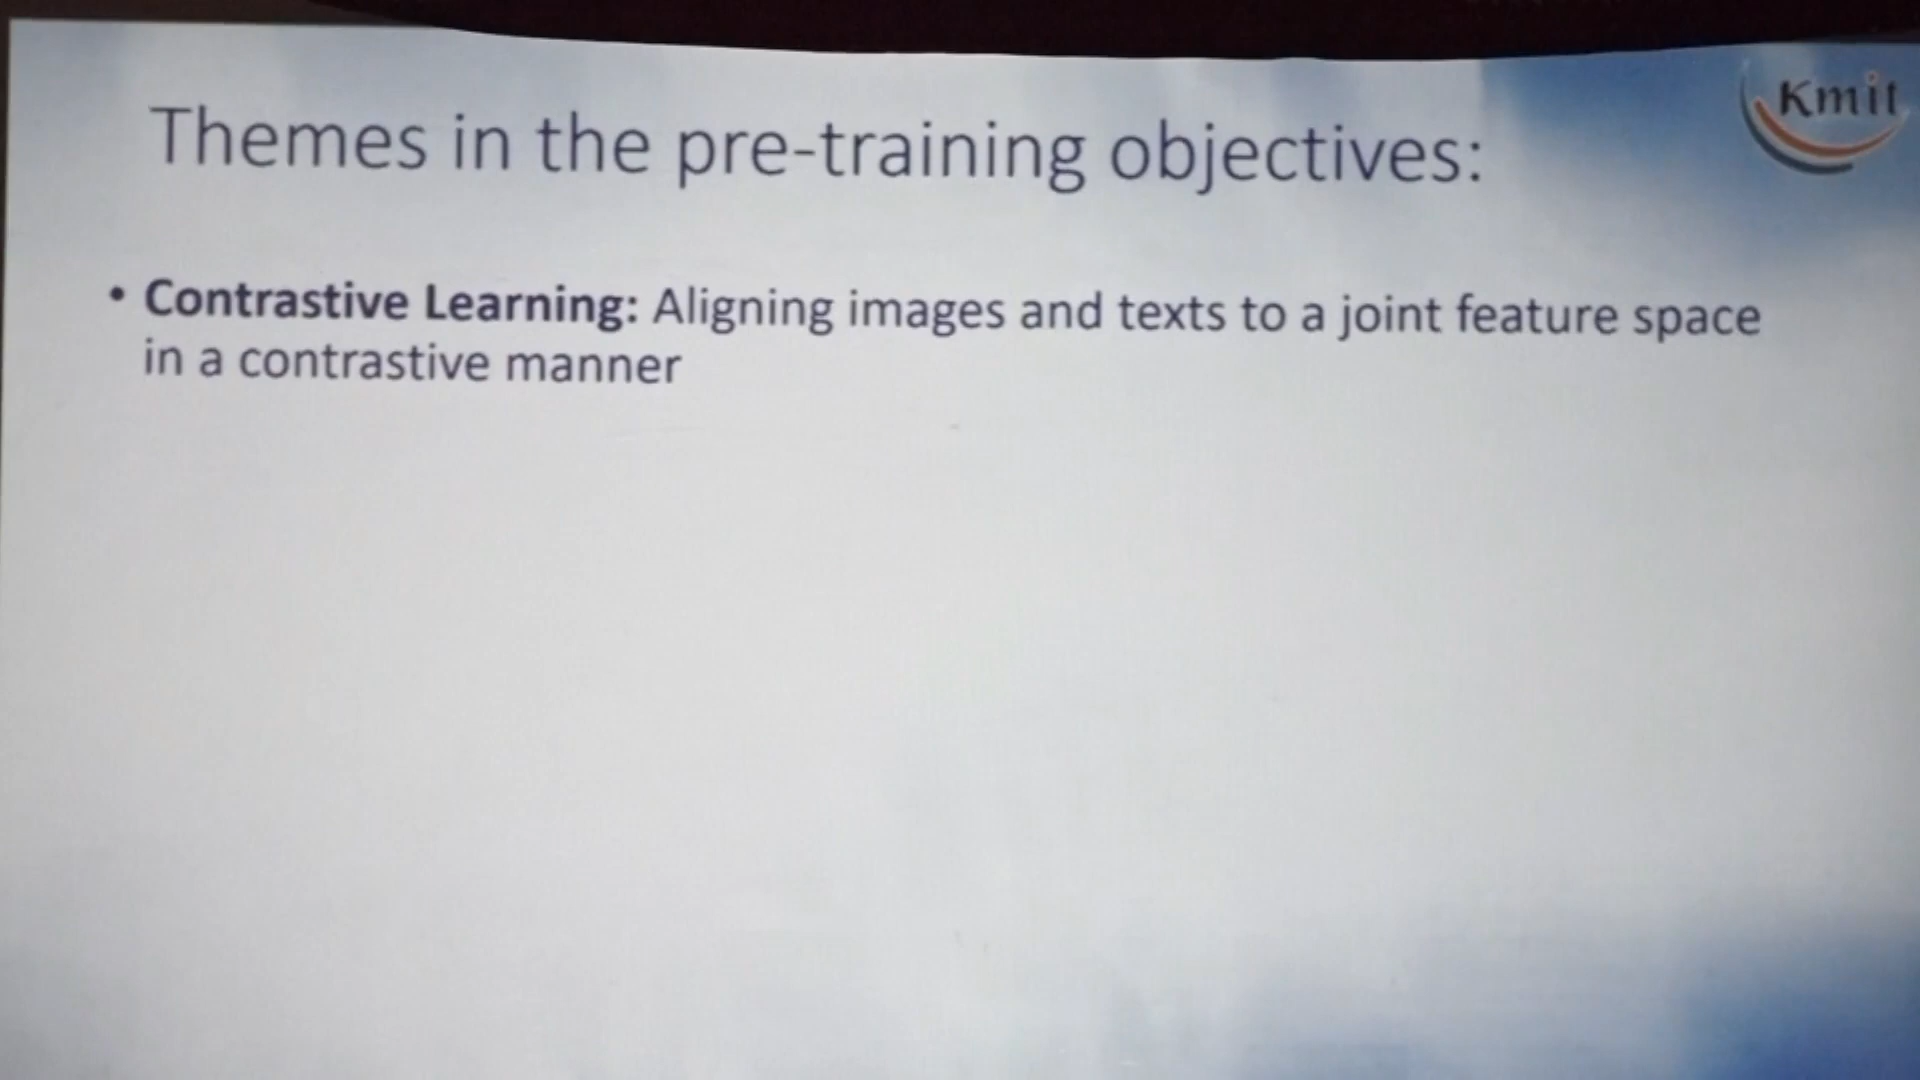 Themes in the pre-training objectives:
Kmit
• Contrastive Learning: Aligning images and texts to a joint feature space
in a contrastive manner